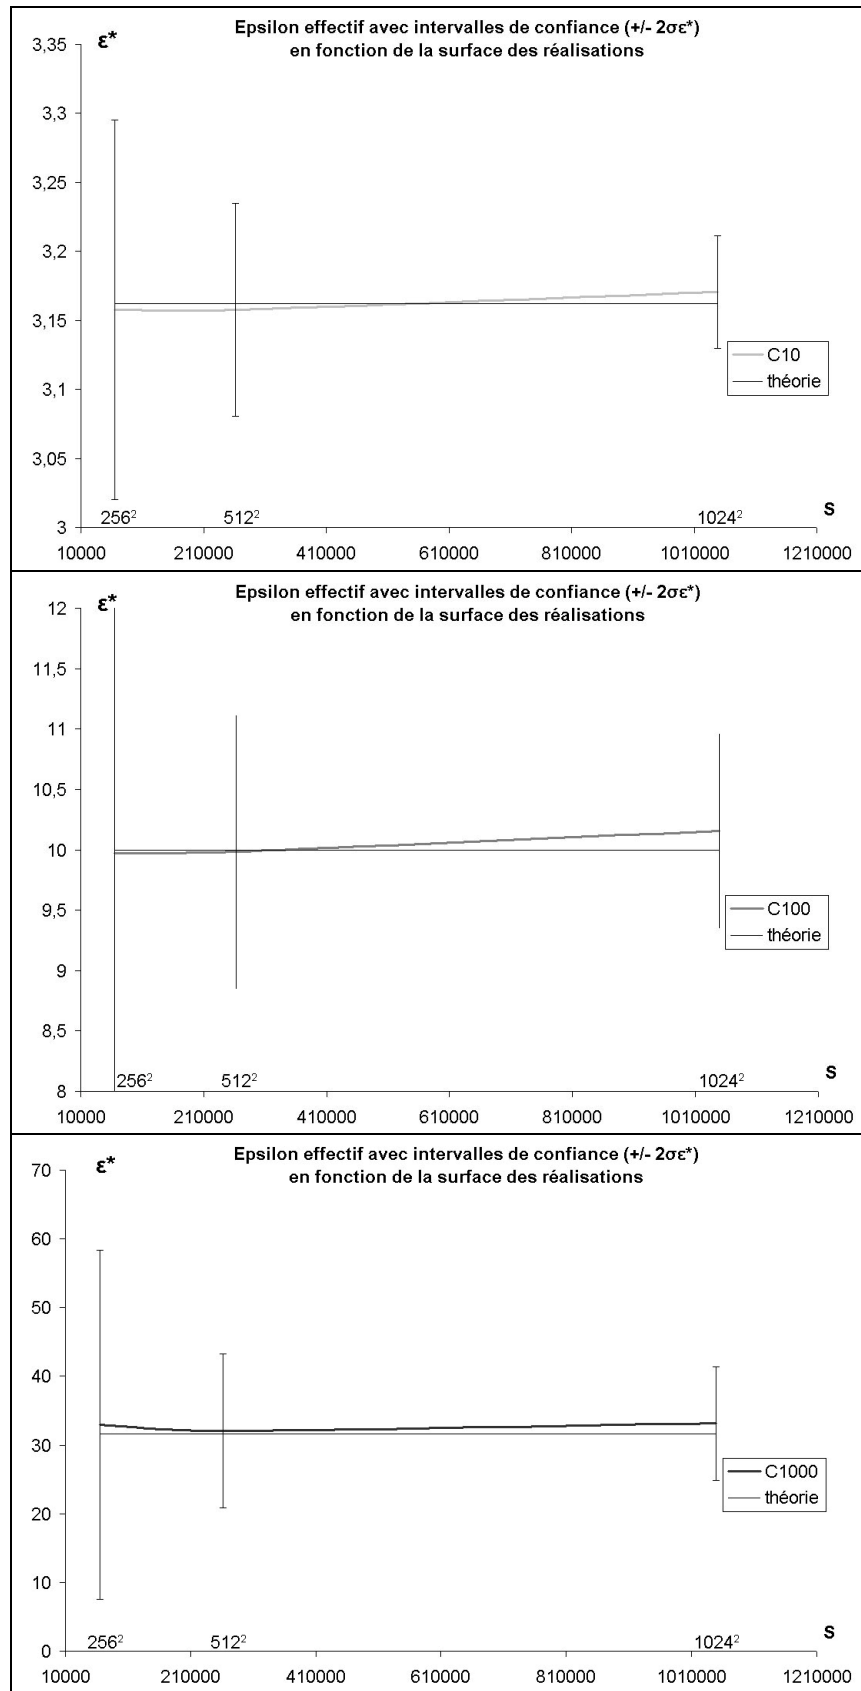 Epsilon effectif avec intervalles de confiance (+/- 2σε*)
en fonction de la surface des réalisations
ε*
3,35
3,3
3,25
3,2
3,15
3,1
3,05
3
C10
théorie
256² 512² 1024² S
10000 210000 410000 610000 810000 1010000 1210000
Epsilon effectif avec intervalles de confiance (+/- 2σε*)
en fonction de la surface des réalisations
ε*
12
11,5
11
10,5
10
9,5
9
8,5
8
C100
théorie
256² 512² 1024² S
10000 210000 410000 610000 810000 1010000 1210000
Epsilon effectif avec intervalles de confiance (+/- 2σε*)
en fonction de la surface des réalisations
ε*
70
60
50
40
30
20
10
0
C1000
théorie
256² 512² 1024² S
10000 210000 410000 610000 810000 1010000 1210000